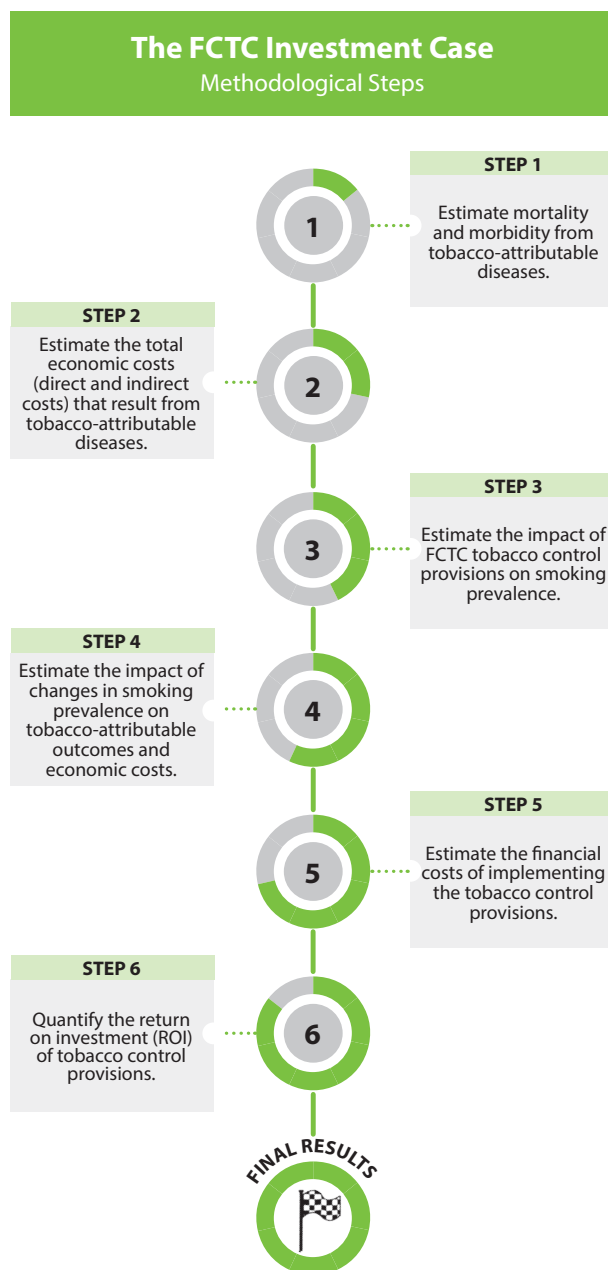 The FCTC Investment Case
Methodological Steps
1
STEP 1
Estimate mortality
and morbidity from
tobacco-attributable
diseases.
STEP 2
Estimate the total
economic costs
(direct and indirect
costs) that result from
tobacco-attributable
diseases.
2
3
STEP 3
Estimate the impact of
FCTC tobacco control
provisions on smoking
prevalence.
STEP 4
Estimate the impact of
changes in smoking
prevalence on
tobacco-attributable
outcomes and
economic costs.
4
5
STEP 5
Estimate the financial
costs of implementing
the tobacco control
provisions.
STEP 6
Quantify the return
on investment (ROI)
of tobacco control
provisions.
6
FINAL RESULTS